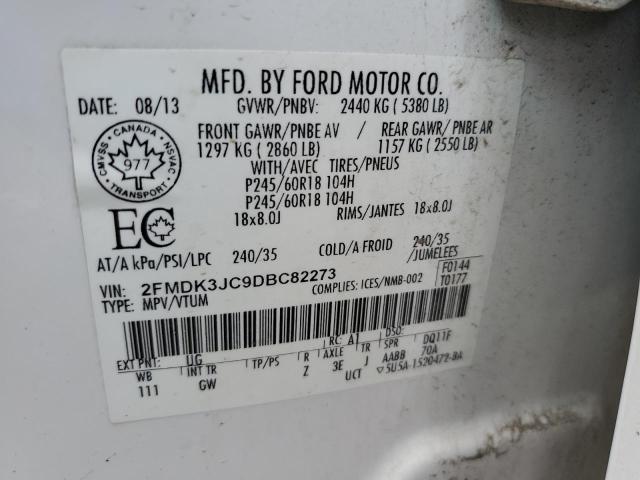 MFD. BY FORD MOTOR CO.
DATE: 08/13 GVWR/PNBV: 2440 KG ( 5380 LB)
FRONT GAWR/PNBE AV / REAR GAWR/ PNBE AR
1297 KG ( 2860 LB) 1157 KG ( 2550 LB)
WITH/AVEC TIRES/PNEUS
P245/60R18 104H
P245/60R18 104H
18x8.0J RIMS/JANTES 18x8.0J
CANADA
CMVSS 977 NSVAC
TRANSPORT
EC
AT/A kPa/PSI/LPC 240/35 COLD/A FROID 240/35
/JUMELEES
VIN: 2FMDK3JC9DBC82273 COMPLIES: ICES/NMB-002 F0144
TYPE: MPV/VTUM T0177
EXT PNT: UG RC: A DSO:
WB INT TR TP/PS R AXLE TR SPR DQ11F
111 GW Z 3E J AABB 70A
UCT ▽5U5A-1520472-BA